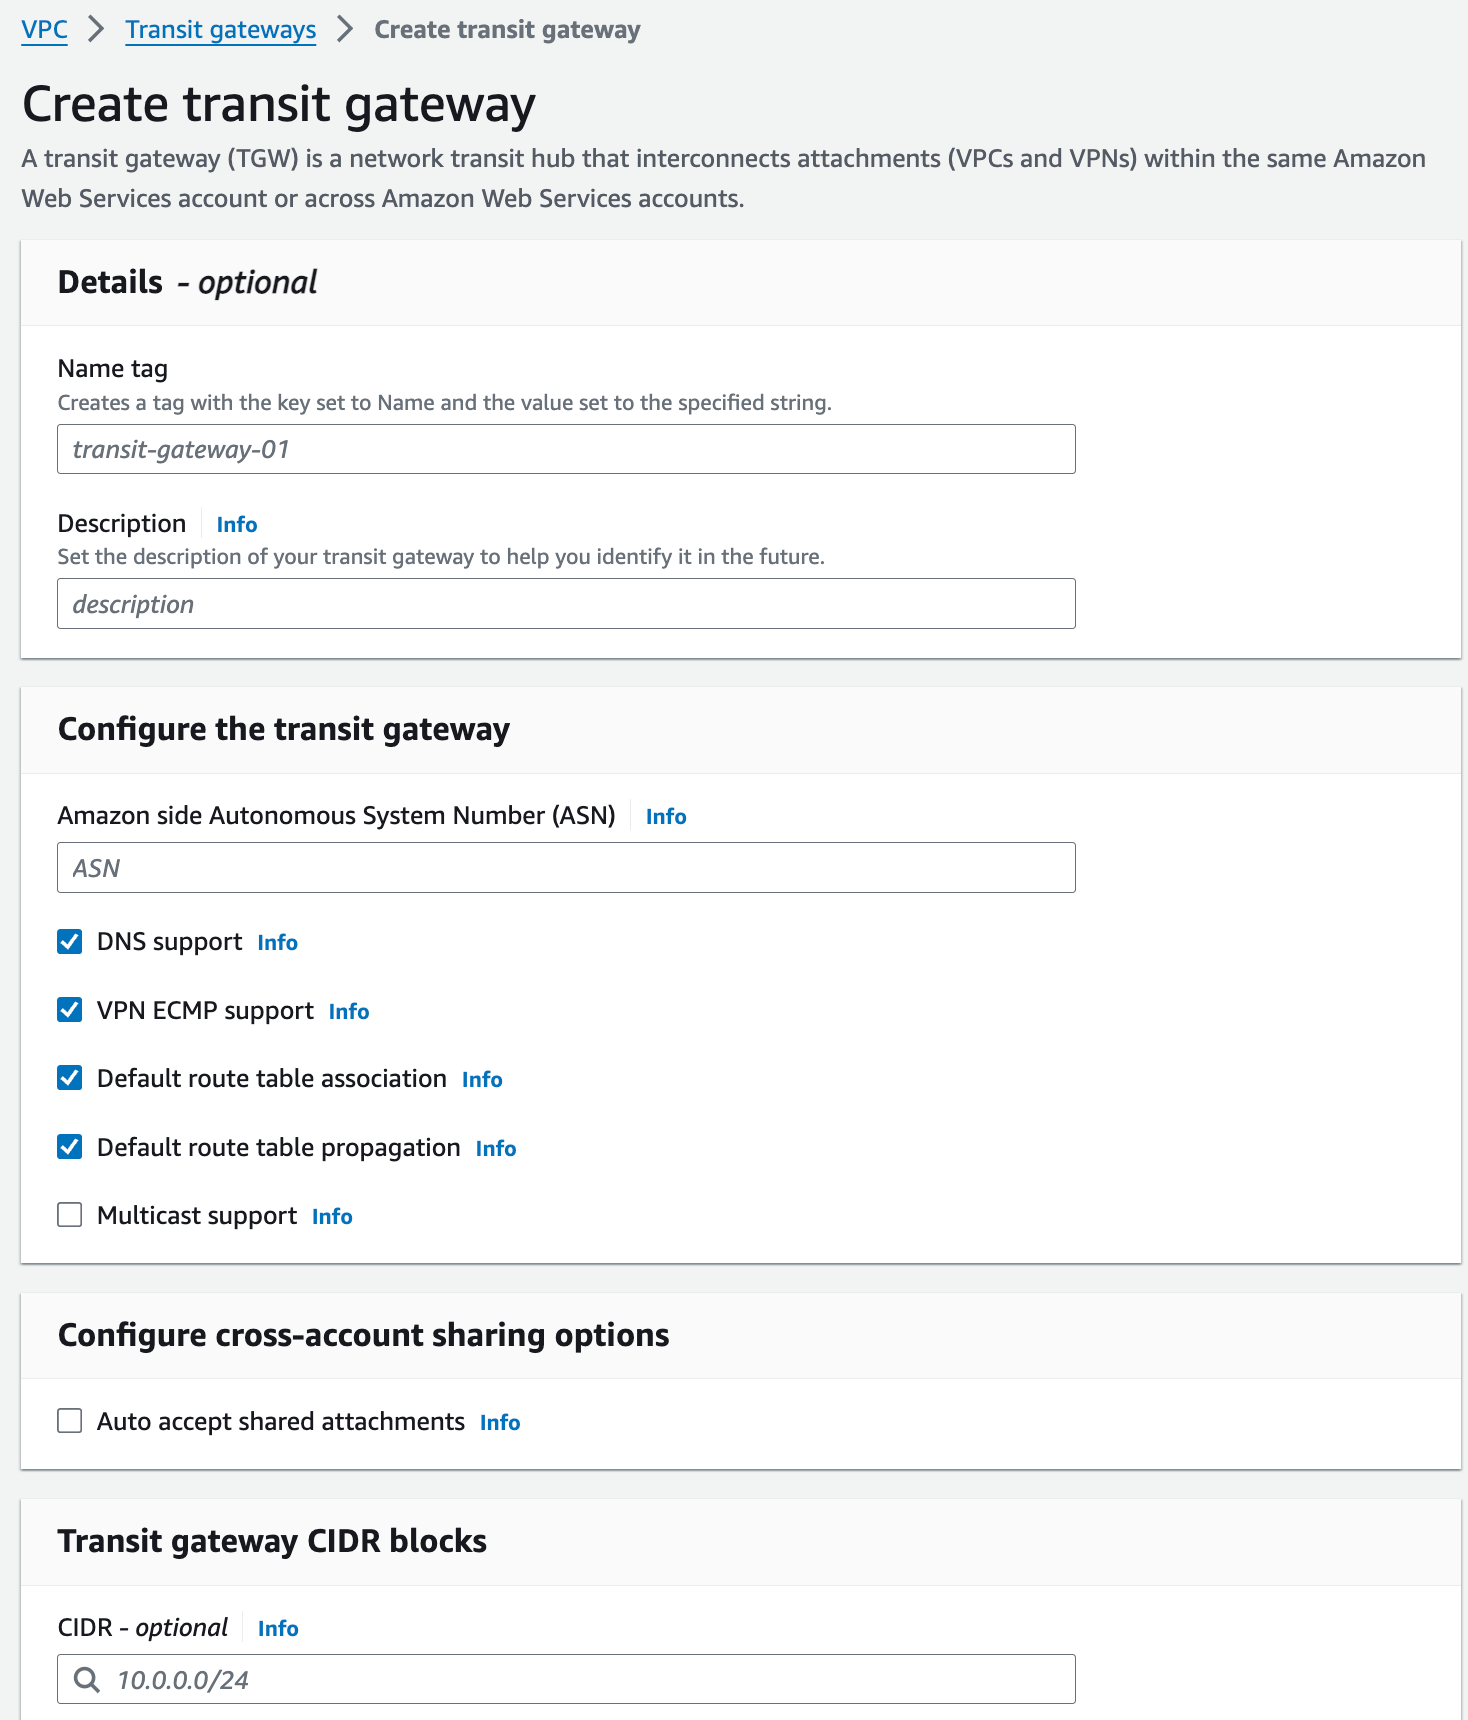 VPC > Transit gateways > Create transit gateway
Create transit gateway
A transit gateway (TGW) is a network transit hub that interconnects attachments (VPCs and VPNs) within the same Amazon
Web Services account or across Amazon Web Services accounts.
Details - optional
Name tag
Creates a tag with the key set to Name and the value set to the specified string.
transit-gateway-01
Description Info
Set the description of your transit gateway to help you identify it in the future.
description
Configure the transit gateway
Amazon side Autonomous System Number (ASN) Info
ASN
DNS support Info
VPN ECMP support Info
Default route table association Info
Default route table propagation Info
Multicast support Info
Configure cross-account sharing options
Auto accept shared attachments Info
Transit gateway CIDR blocks
CIDR - optional Info
10.0.0.0/24